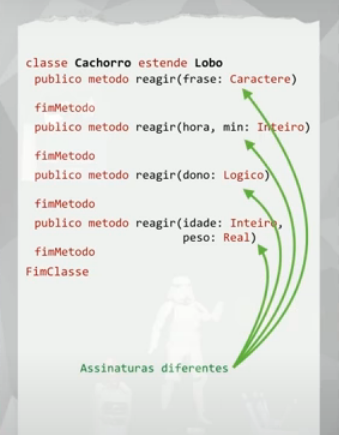 classe Cachorro estende Lobo
publico metodo reagir(frase: Caractere)
fimMetodo
publico metodo reagir(hora, min: Inteiro)
fimMetodo
publico metodo reagir(dono: Logico)
fimMetodo
publico metodo reagir(idade: Inteiro,
peso: Real)
fimMetodo
FimClasse
Assinaturas diferentes